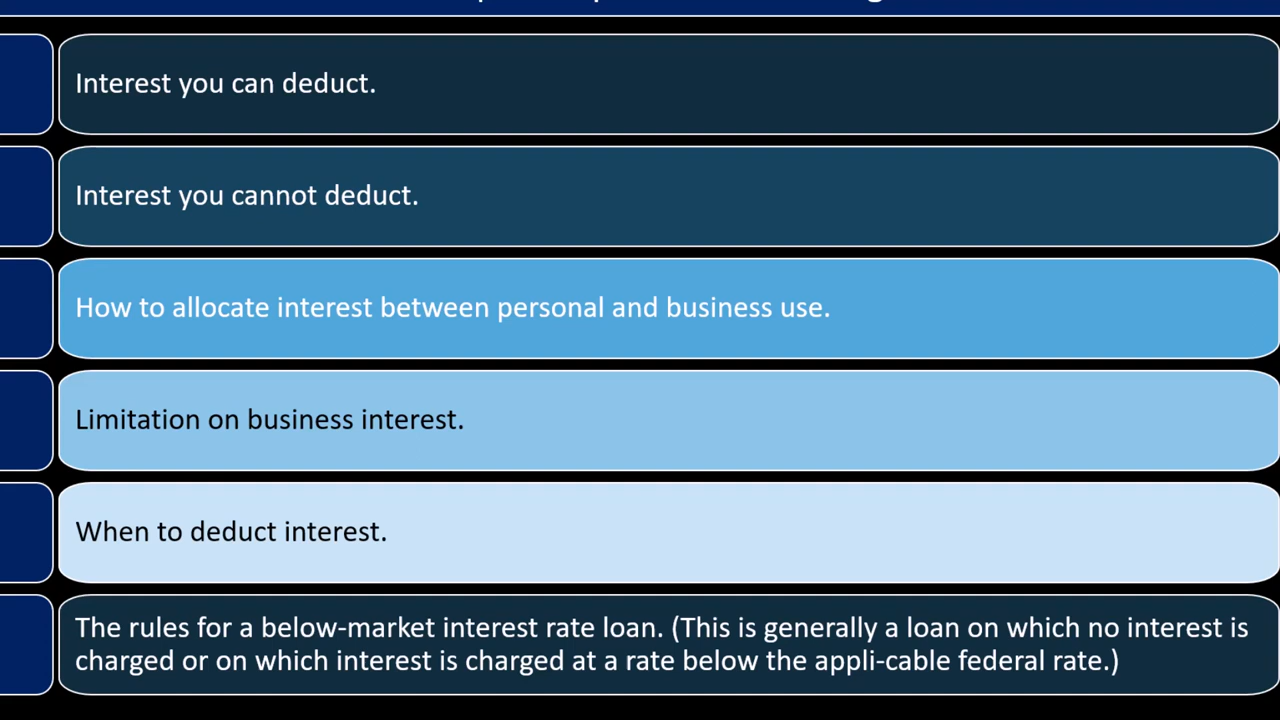 Interest you can deduct.
Interest you cannot deduct.
How to allocate interest between personal and business use.
Limitation on business interest.
When to deduct interest.
The rules for a below-market interest rate loan. (This is generally a loan on which no interest is
charged or on which interest is charged at a rate below the appli-cable federal rate.)